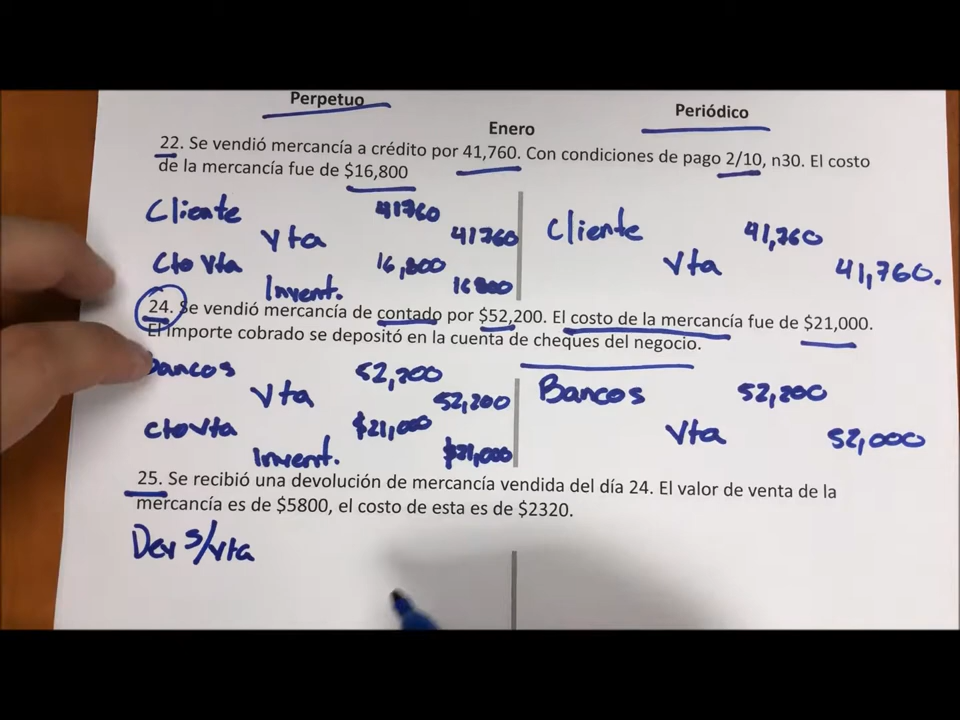 Perpetuo
Periódico
Enero
22. Se vendió mercancía a crédito por 41,760. Con condiciones de pago 2/10, n30. El costo
de la mercancía fue de $16,800
Cliente 41760
Vta 41760
Cto Vta 16,800
Invent. 16800
Cliente 41,760
Vta 41,760.
24. Se vendió mercancía de contado por $52,200. El costo de la mercancía fue de $21,000.
El importe cobrado se depositó en la cuenta de cheques del negocio.
Bancos 52,200
Vta 52,200
Cto Vta $21,000
Invent. $21,000
Bancos 52,200
Vta 52,000
25. Se recibió una devolución de mercancía vendida del día 24. El valor de venta de la
mercancía es de $5800, el costo de esta es de $2320.
Dev s/vta